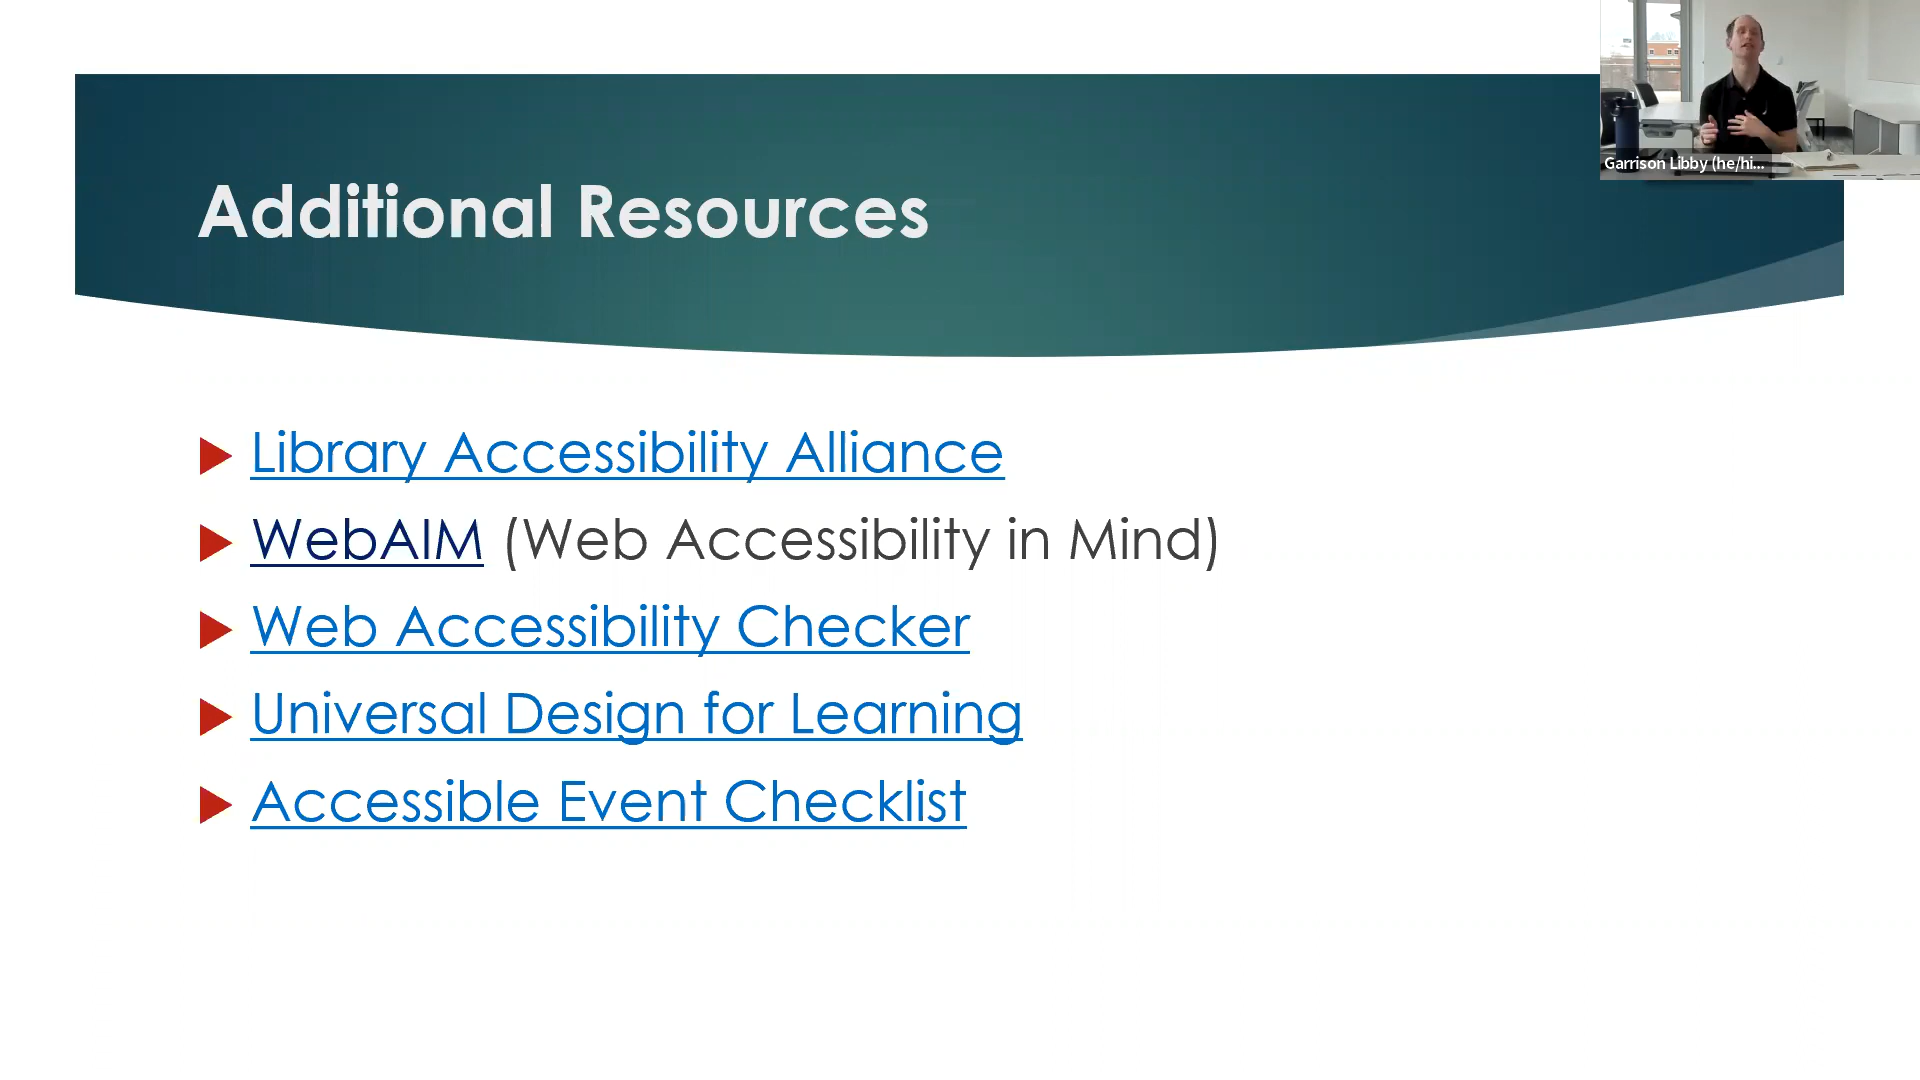 Additional Resources
Garrison Libby (he/hi...
Library Accessibility Alliance
WebAIM (Web Accessibility in Mind)
Web Accessibility Checker
Universal Design for Learning
Accessible Event Checklist